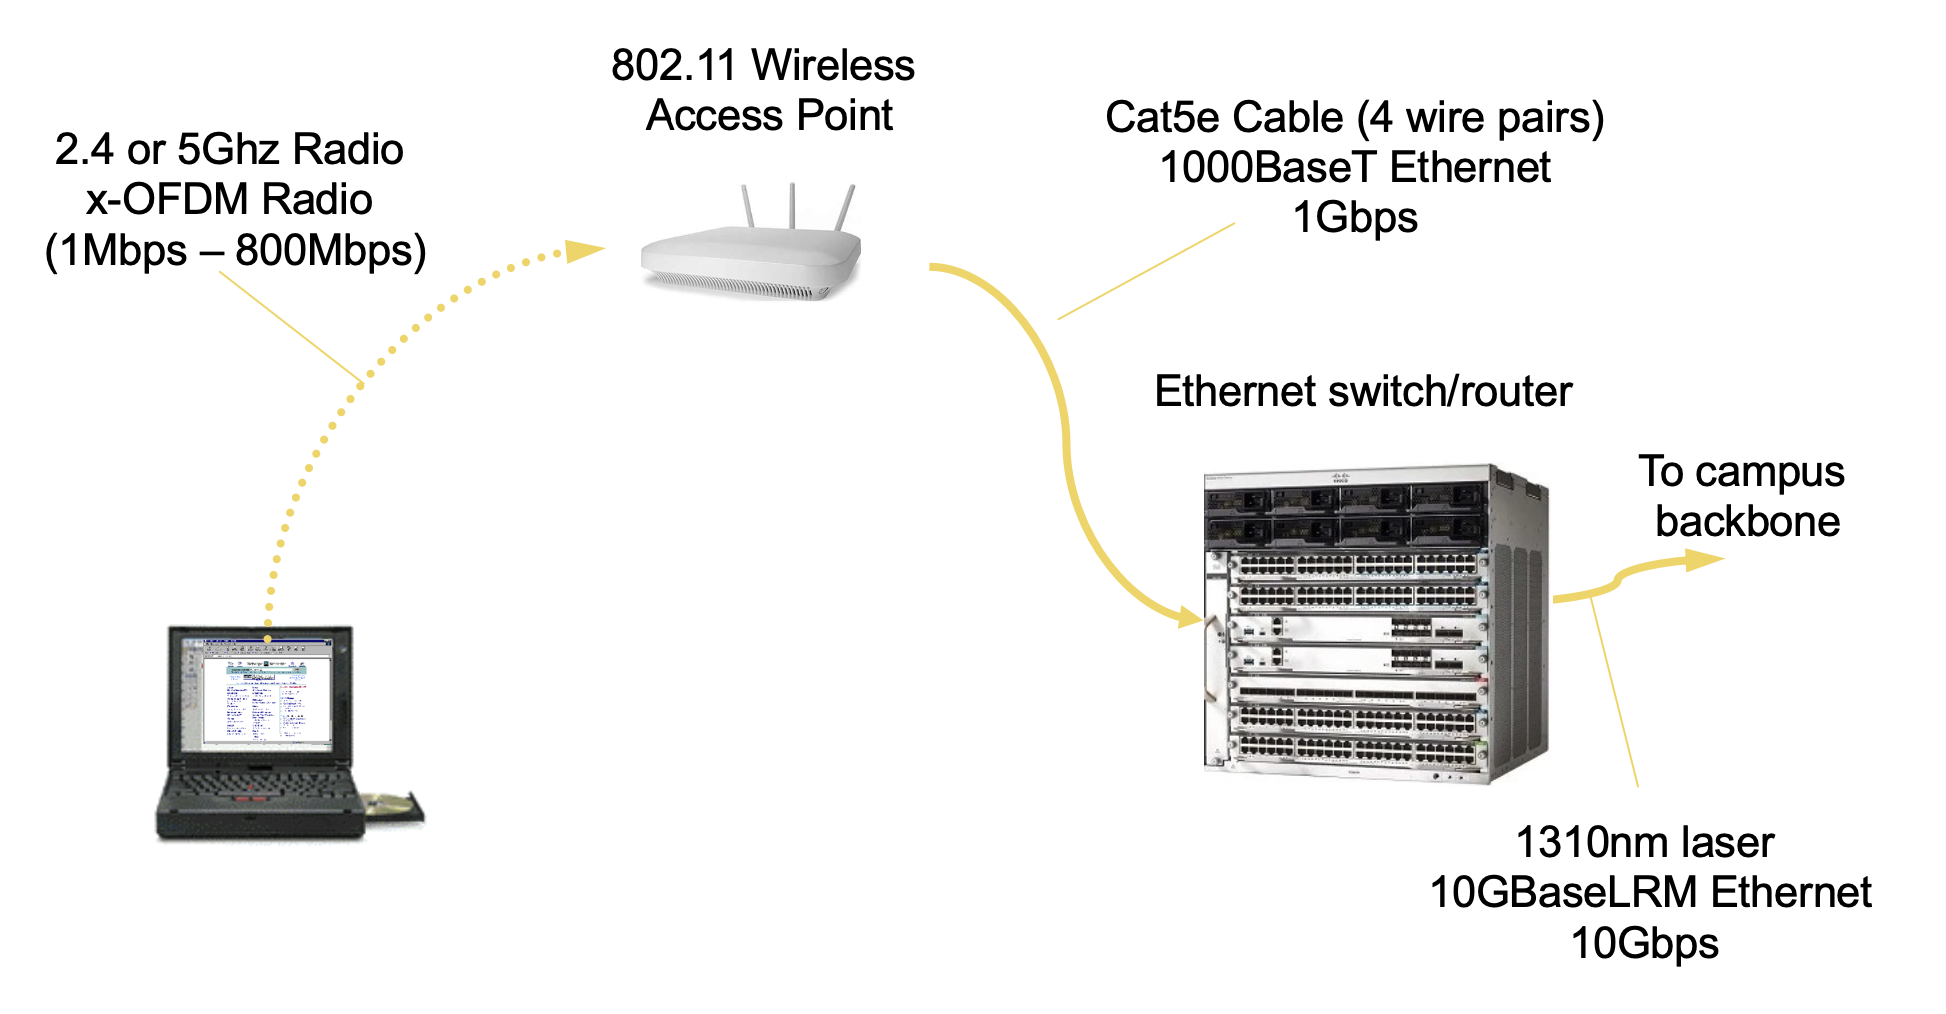 802.11 Wireless
Access Point
2.4 or 5Ghz Radio
x-OFDM Radio
(1Mbps – 800Mbps)
Cat5e Cable (4 wire pairs)
1000BaseT Ethernet
1Gbps
Ethernet switch/router
To campus
backbone
1310nm laser
10GBaseLRM Ethernet
10Gbps